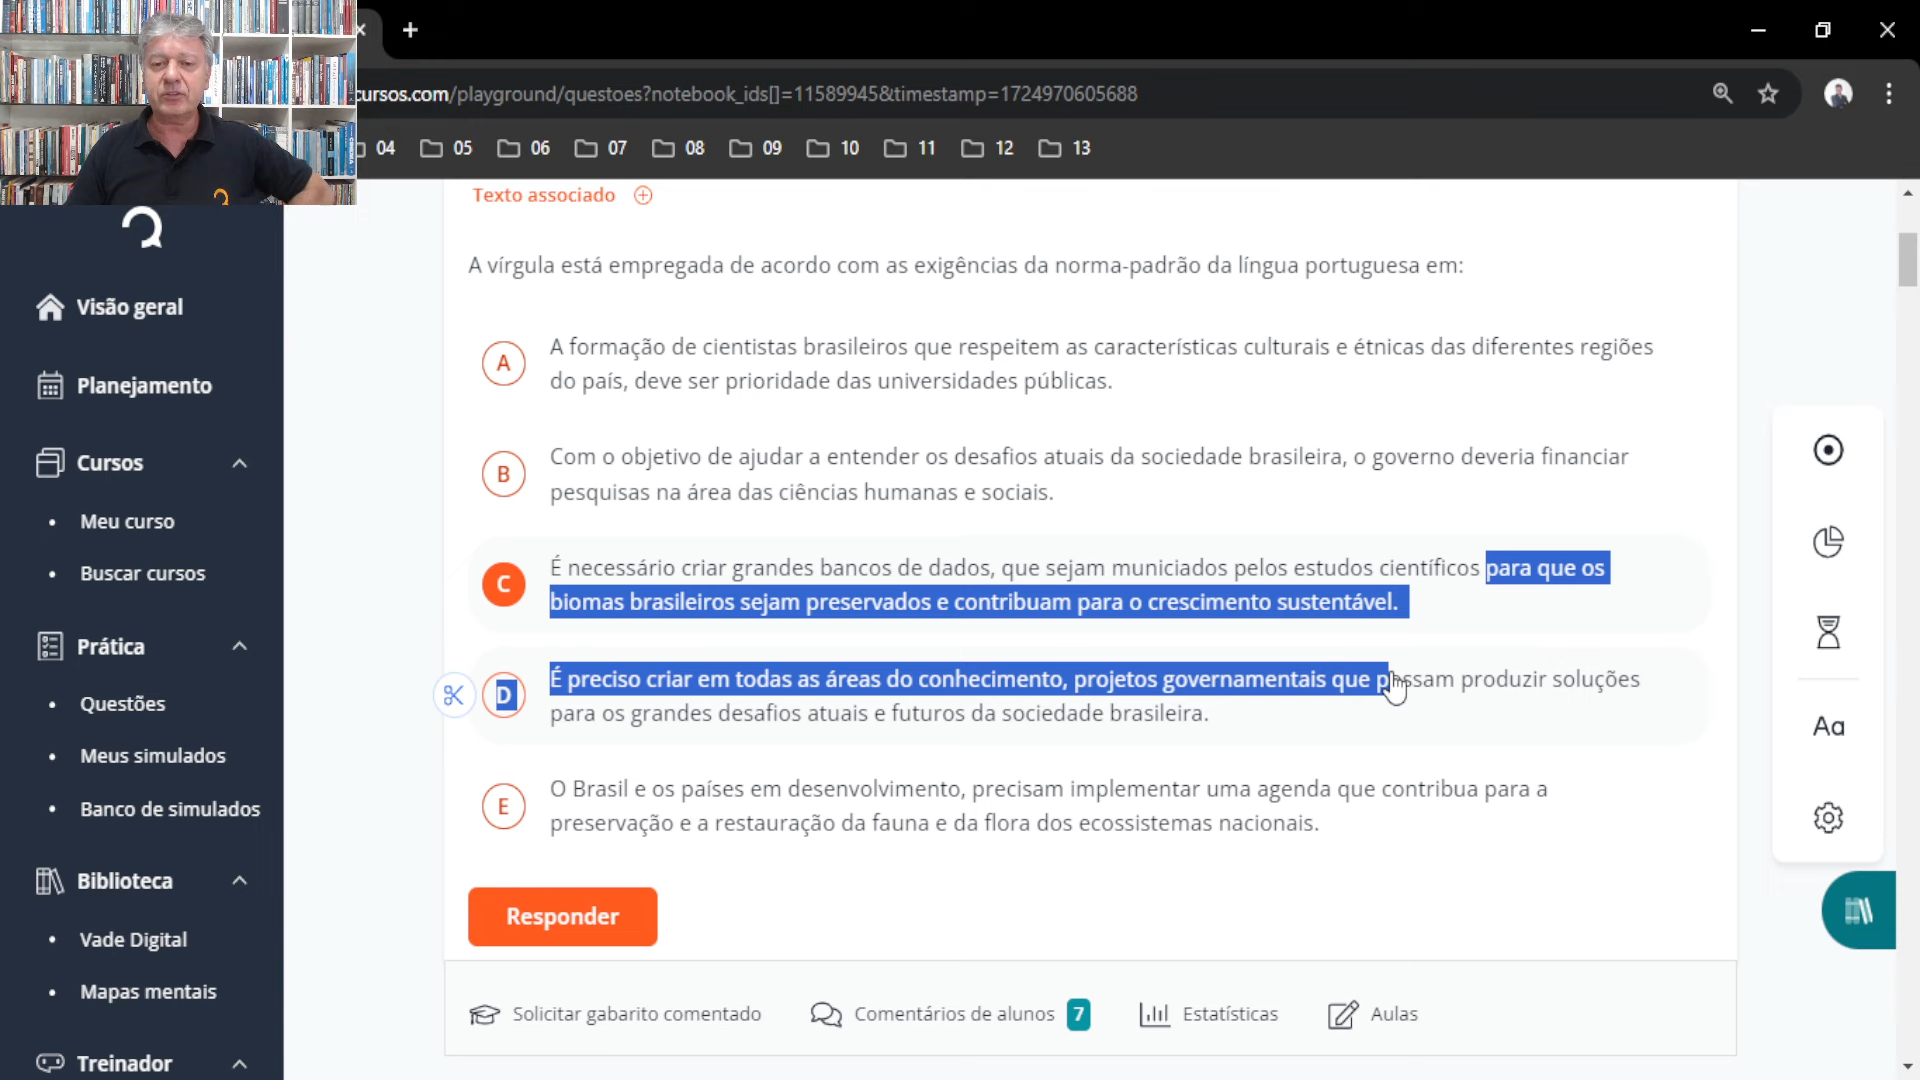 cursos.com/playground/questoes?notebook_ids[]=11589945&timestamp=1724970605688
04 05 06 07 08 09 10 11 12 13
Visão geral
Planejamento
Cursos
Meu curso
Buscar cursos
Prática
Questões
Meus simulados
Banco de simulados
Biblioteca
Vade Digital
Mapas mentais
Treinador
Texto associado
A vírgula está empregada de acordo com as exigências da norma-padrão da língua portuguesa em:
A
A formação de cientistas brasileiros que respeitem as características culturais e étnicas das diferentes regiões
do país, deve ser prioridade das universidades públicas.
B
Com o objetivo de ajudar a entender os desafios atuais da sociedade brasileira, o governo deveria financiar
pesquisas na área das ciências humanas e sociais.
C
É necessário criar grandes bancos de dados, que sejam municiados pelos estudos científicos para que os
biomas brasileiros sejam preservados e contribuam para o crescimento sustentável.
D
É preciso criar em todas as áreas do conhecimento, projetos governamentais que possam produzir soluções
para os grandes desafios atuais e futuros da sociedade brasileira.
E
O Brasil e os países em desenvolvimento, precisam implementar uma agenda que contribua para a
preservação e a restauração da fauna e da flora dos ecossistemas nacionais.
Responder
Solicitar gabarito comentado
Comentários de alunos 7
Estatísticas
Aulas
Aa